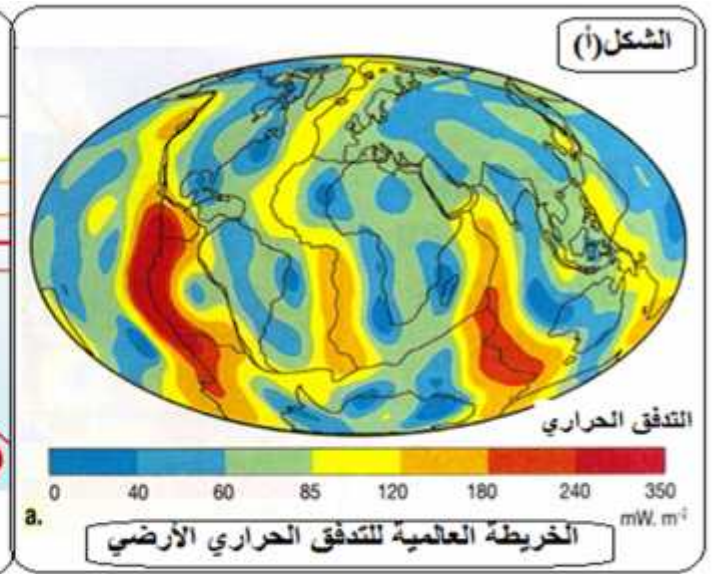 الشكل(أ)
التدفق الحراري
0 40 60 85 120 180 240 350
mW. m⁻²
a.
الخريطة العالمية للتدفق الحراري الأرضي